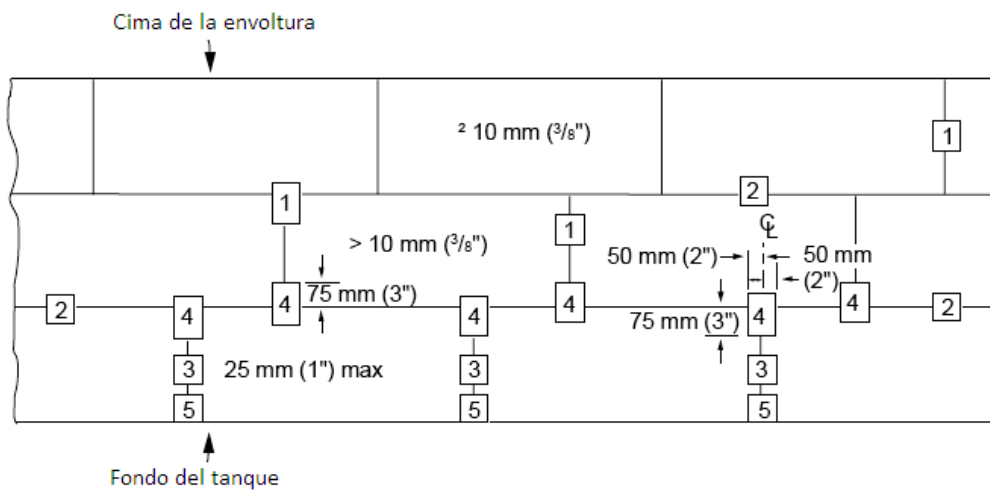 Cima de la envoltura
² 10 mm (3/8")
1
1
2
> 10 mm (3/8")
1
℄
50 mm (2")
50 mm
(2")
2
4
4
75 mm (3")
4
4
75 mm (3")
4
4
2
3
25 mm (1") max
3
3
5
5
5
Fondo del tanque